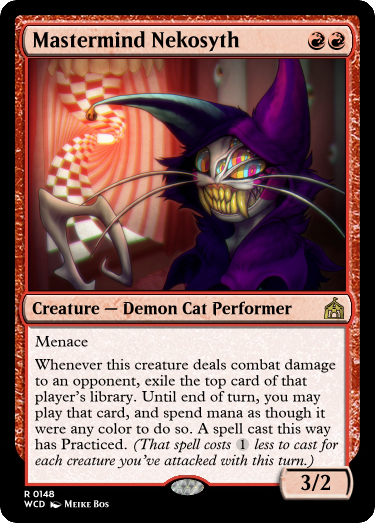 Mastermind Nekosyth
Creature — Demon Cat Performer
Menace
Whenever this creature deals combat damage
to an opponent, exile the top card of that
player's library. Until end of turn, you may
play that card, and spend mana as though it
were any color to do so. A spell cast this way
has Practiced. (That spell costs 1 less to cast for
each creature you've attacked with this turn.)
3/2
R 0148
WCD Meike Bos